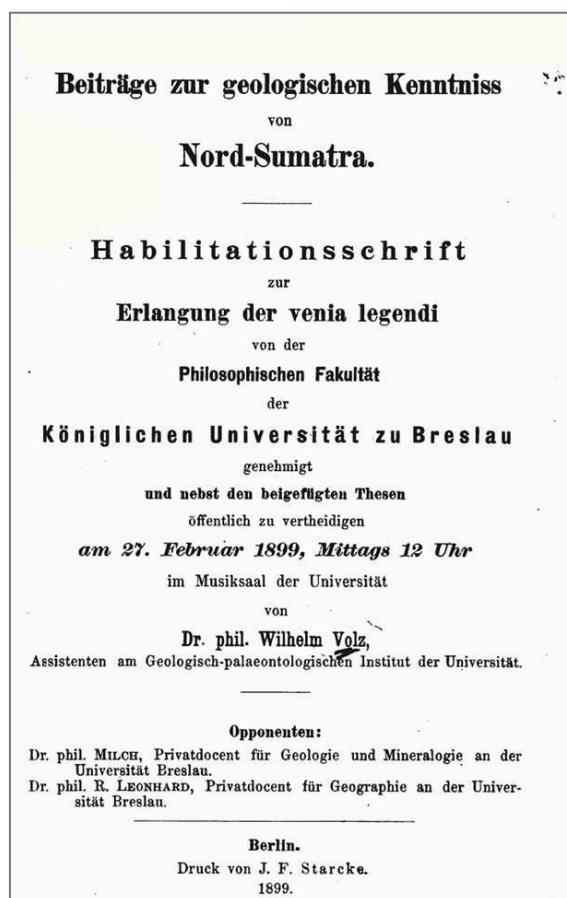 Beiträge zur geologischen Kenntniss
von
Nord-Sumatra.
Habilitationsschrift
zur
Erlangung der venia legendi
von der
Philosophischen Fakultät
der
Königlichen Universität zu Breslau
genehmigt
und nebst den beigefügten Thesen
öffentlich zu vertheidigen
am 27. Februar 1899, Mittags 12 Uhr
im Musiksaal der Universität
von
Dr. phil. Wilhelm Volz,
Assistenten am Geologisch-palaeontologischen Institut der Universität.
Opponenten:
Dr. phil. MILCH, Privatdocent für Geologie und Mineralogie an der
Universität Breslau.
Dr. phil. R. LEONHARD, Privatdocent für Geographie an der Univer-
sität Breslau.
Berlin.
Druck von J. F. Starcke.
1899.